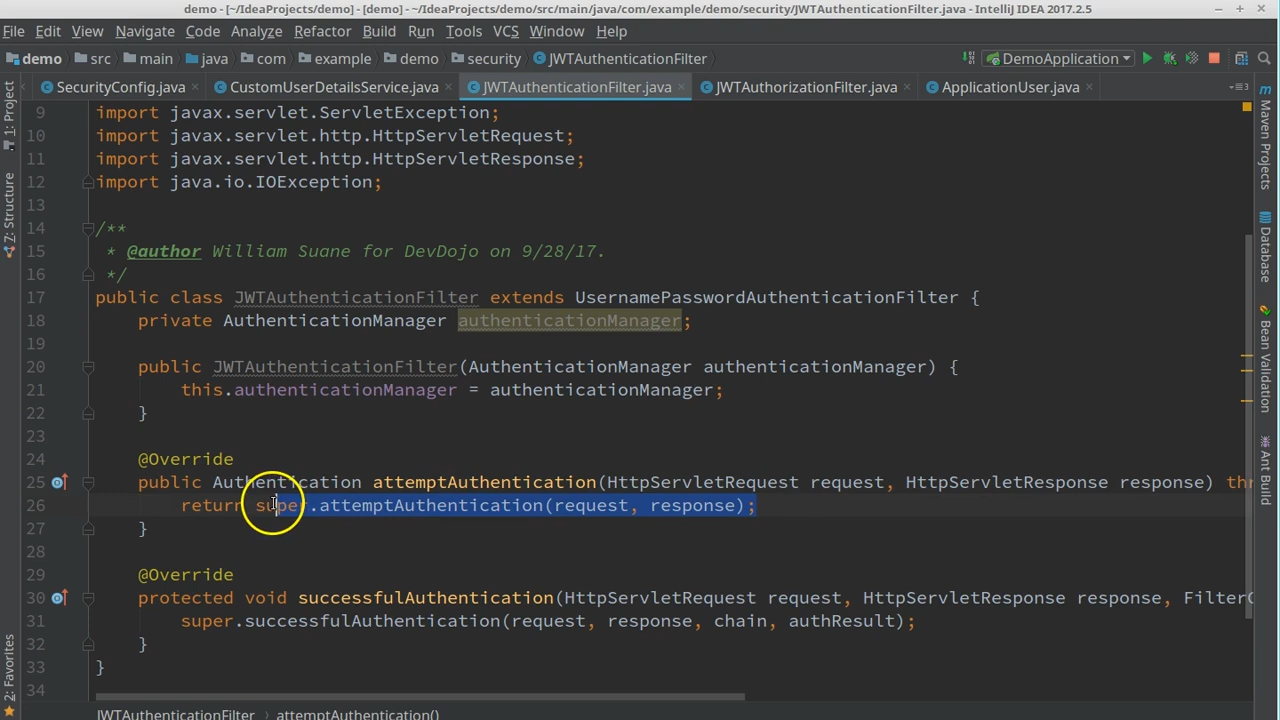 demo - [~/IdeaProjects/demo] - [demo] - ~/IdeaProjects/demo/src/main/java/com/example/demo/security/JWTAuthenticationFilter.java - IntelliJ IDEA 2017.2.5
File Edit View Navigate Code Analyze Refactor Build Run Tools VCS Window Help
demo src main java com example demo security JWTAuthenticationFilter DemoApplication
SecurityConfig.java CustomUserDetailsService.java JWTAuthenticationFilter.java JWTAuthorizationFilter.java ApplicationUser.java
1: Project
Z: Structure
2: Favorites
9 import javax.servlet.ServletException;
10 import javax.servlet.http.HttpServletRequest;
11 import javax.servlet.http.HttpServletResponse;
12 import java.io.IOException;
13
14 /**
15 * @author William Suane for DevDojo on 9/28/17.
16 */
17 public class JWTAuthenticationFilter extends UsernamePasswordAuthenticationFilter {
18 private AuthenticationManager authenticationManager;
19
20 public JWTAuthenticationFilter(AuthenticationManager authenticationManager) {
21 this.authenticationManager = authenticationManager;
22 }
23
24 @Override
25 public Authentication attemptAuthentication(HttpServletRequest request, HttpServletResponse response) thr
26 return super.attemptAuthentication(request, response);
27 }
28
29 @Override
30 protected void successfulAuthentication(HttpServletRequest request, HttpServletResponse response, FilterC
31 super.successfulAuthentication(request, response, chain, authResult);
32 }
33 }
34
JWTAuthenticationFilter › attemptAuthentication()
m Maven Projects
Database
Bean Validation
Ant Build